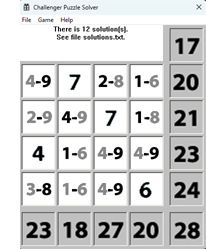 Challenger Puzzle Solver
File Game Help
There is 12 solution(s).
See file solutions.txt.
17
4-9 7 2-8 1-6 20
2-9 4-9 7 1-8 21
4 1-6 4-9 4-9 23
3-8 1-6 4-9 6 24
23 18 27 20 28